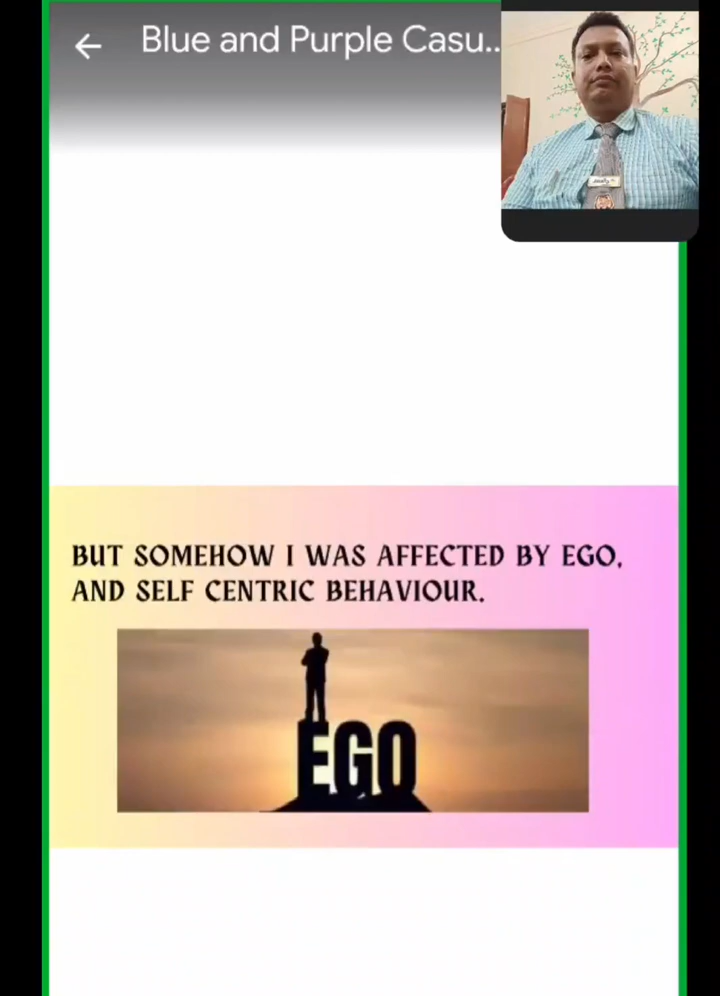 Blue and Purple Casu..
BUT SOMEHOW I WAS AFFECTED BY EGO,
AND SELF CENTRIC BEHAVIOUR.
EGO